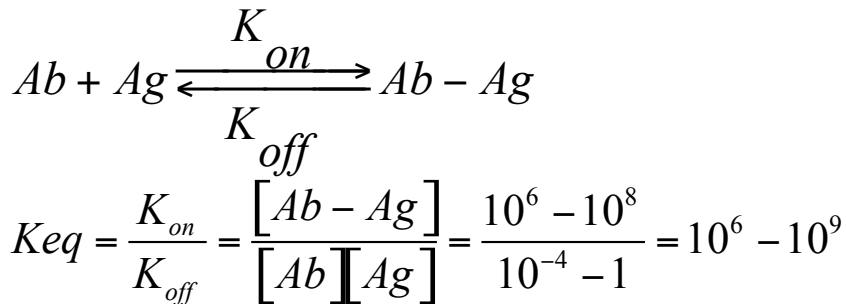 K_on
Ab + Ag ⇌ Ab − Ag
K_off
Keq = K_on / K_off = [Ab − Ag] / [Ab][Ag] = 10^6 − 10^8 / 10^−4 − 1 = 10^6 − 10^9